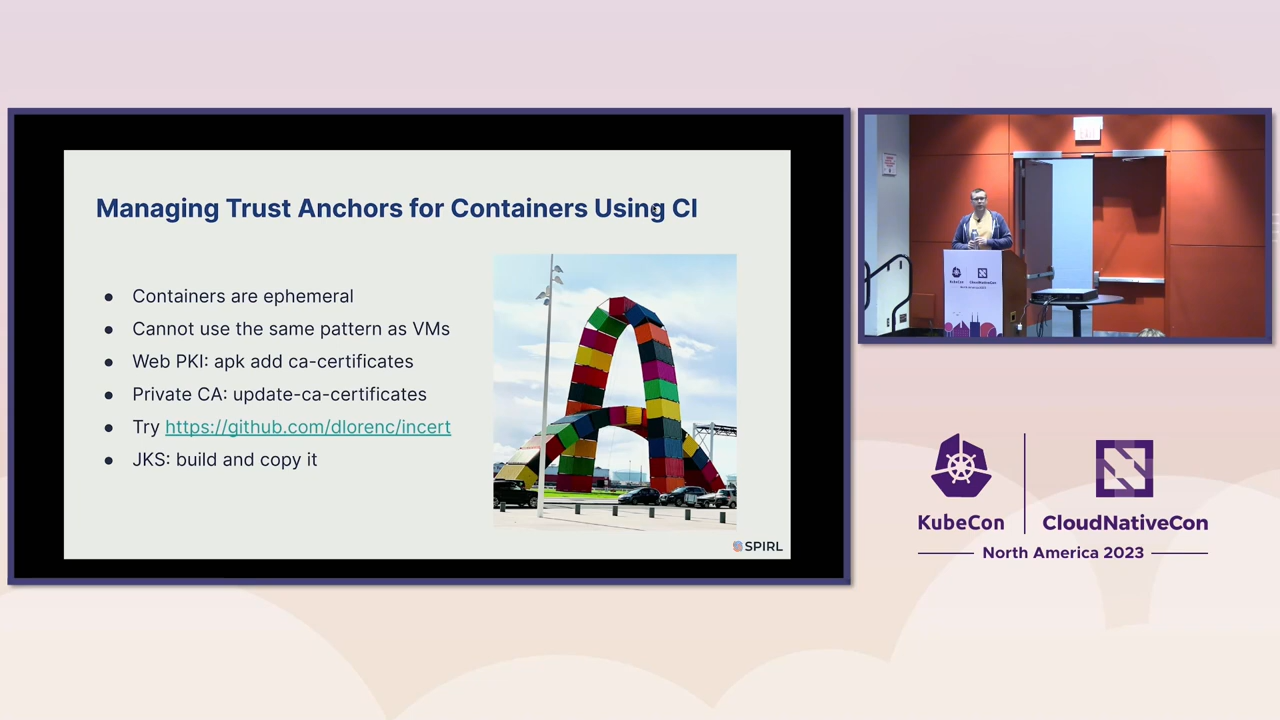 Managing Trust Anchors for Containers Using CI
● Containers are ephemeral
● Cannot use the same pattern as VMs
● Web PKI: apk add ca-certificates
● Private CA: update-ca-certificates
● Try https://github.com/dlorenc/incert
● JKS: build and copy it
SPIRL
KubeCon
CloudNativeCon
KubeCon
CloudNativeCon
North America 2023